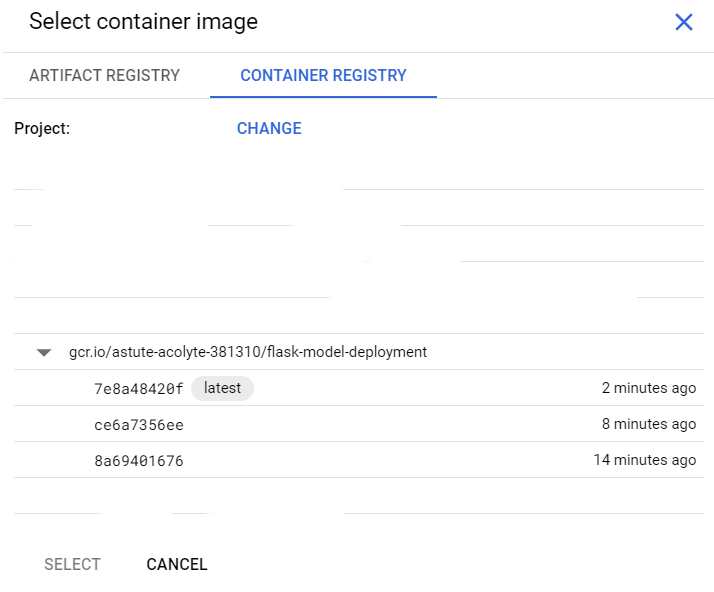 Select container image
ARTIFACT REGISTRY CONTAINER REGISTRY
Project: CHANGE
gcr.io/astute-acolyte-381310/flask-model-deployment
7e8a48420f latest 2 minutes ago
ce6a7356ee 8 minutes ago
8a69401676 14 minutes ago
SELECT CANCEL